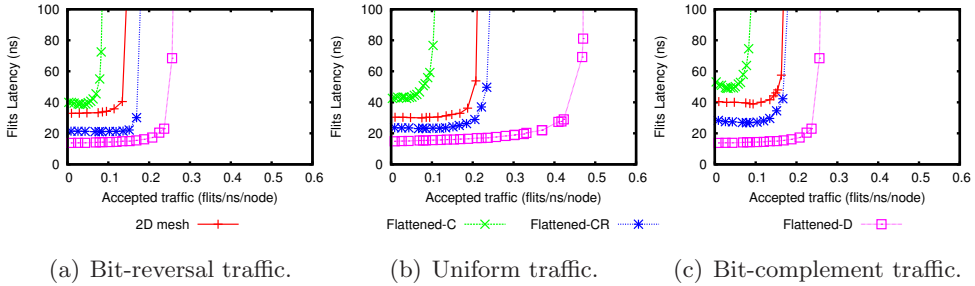 Flits Latency (ns)
100
80
60
40
20
0
0 0.1 0.2 0.3 0.4 0.5 0.6
Accepted traffic (flits/ns/node)
Flits Latency (ns)
100
80
60
40
20
0
0 0.1 0.2 0.3 0.4 0.5 0.6
Accepted traffic (flits/ns/node)
Flits Latency (ns)
100
80
60
40
20
0
0 0.1 0.2 0.3 0.4 0.5 0.6
Accepted traffic (flits/ns/node)
2D mesh Flattened-C Flattened-CR Flattened-D
(a) Bit-reversal traffic. (b) Uniform traffic. (c) Bit-complement traffic.